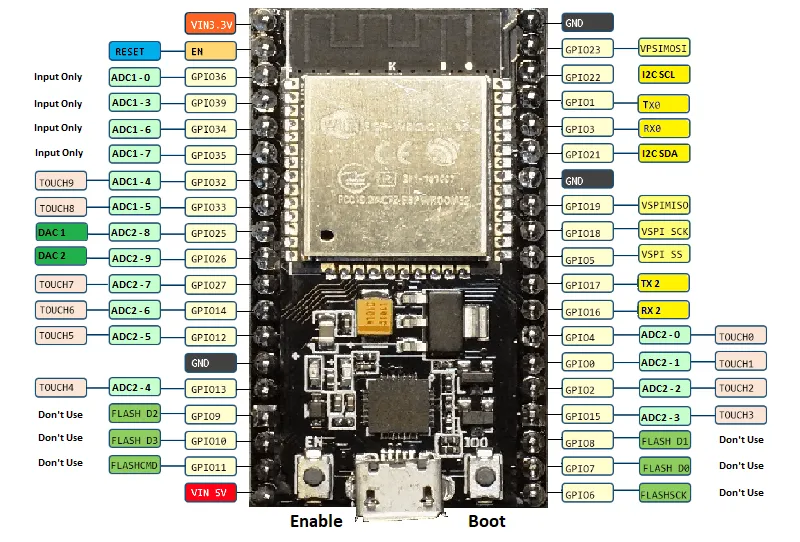 VIN3.3V GND
RESET EN GPIO23 VPSIMOSI
Input Only ADC1-0 GPIO36 GPIO22 I2C SCL
Input Only ADC1-3 GPIO39 GPIO1 TX0
Input Only ADC1-6 GPIO34 GPIO3 RX0
Input Only ADC1-7 GPIO35 GPIO21 I2C SDA
TOUCH9 ADC1-4 GPIO32 GND
TOUCH8 ADC1-5 GPIO33 GPIO19 VSPIMISO
DAC 1 ADC2-8 GPIO25 GPIO18 VSPI SCK
DAC 2 ADC2-9 GPIO26 GPIO5 VSPI SS
TOUCH7 ADC2-7 GPIO27 GPIO17 TX 2
TOUCH6 ADC2-6 GPIO14 GPIO16 RX 2
TOUCH5 ADC2-5 GPIO12 GPIO4 ADC2-0 TOUCH0
GND GPIO0 ADC2-1 TOUCH1
TOUCH4 ADC2-4 GPIO13 GPIO2 ADC2-2 TOUCH2
Don't Use FLASH D2 GPIO9 GPIO15 ADC2-3 TOUCH3
Don't Use FLASH D3 GPIO10 EN IO0 GPIO8 FLASH D1 Don't Use
Don't Use FLASHCMD GPIO11 GPIO7 FLASH D0 Don't Use
VIN 5V GPIO6 FLASHSCK Don't Use
Enable Boot